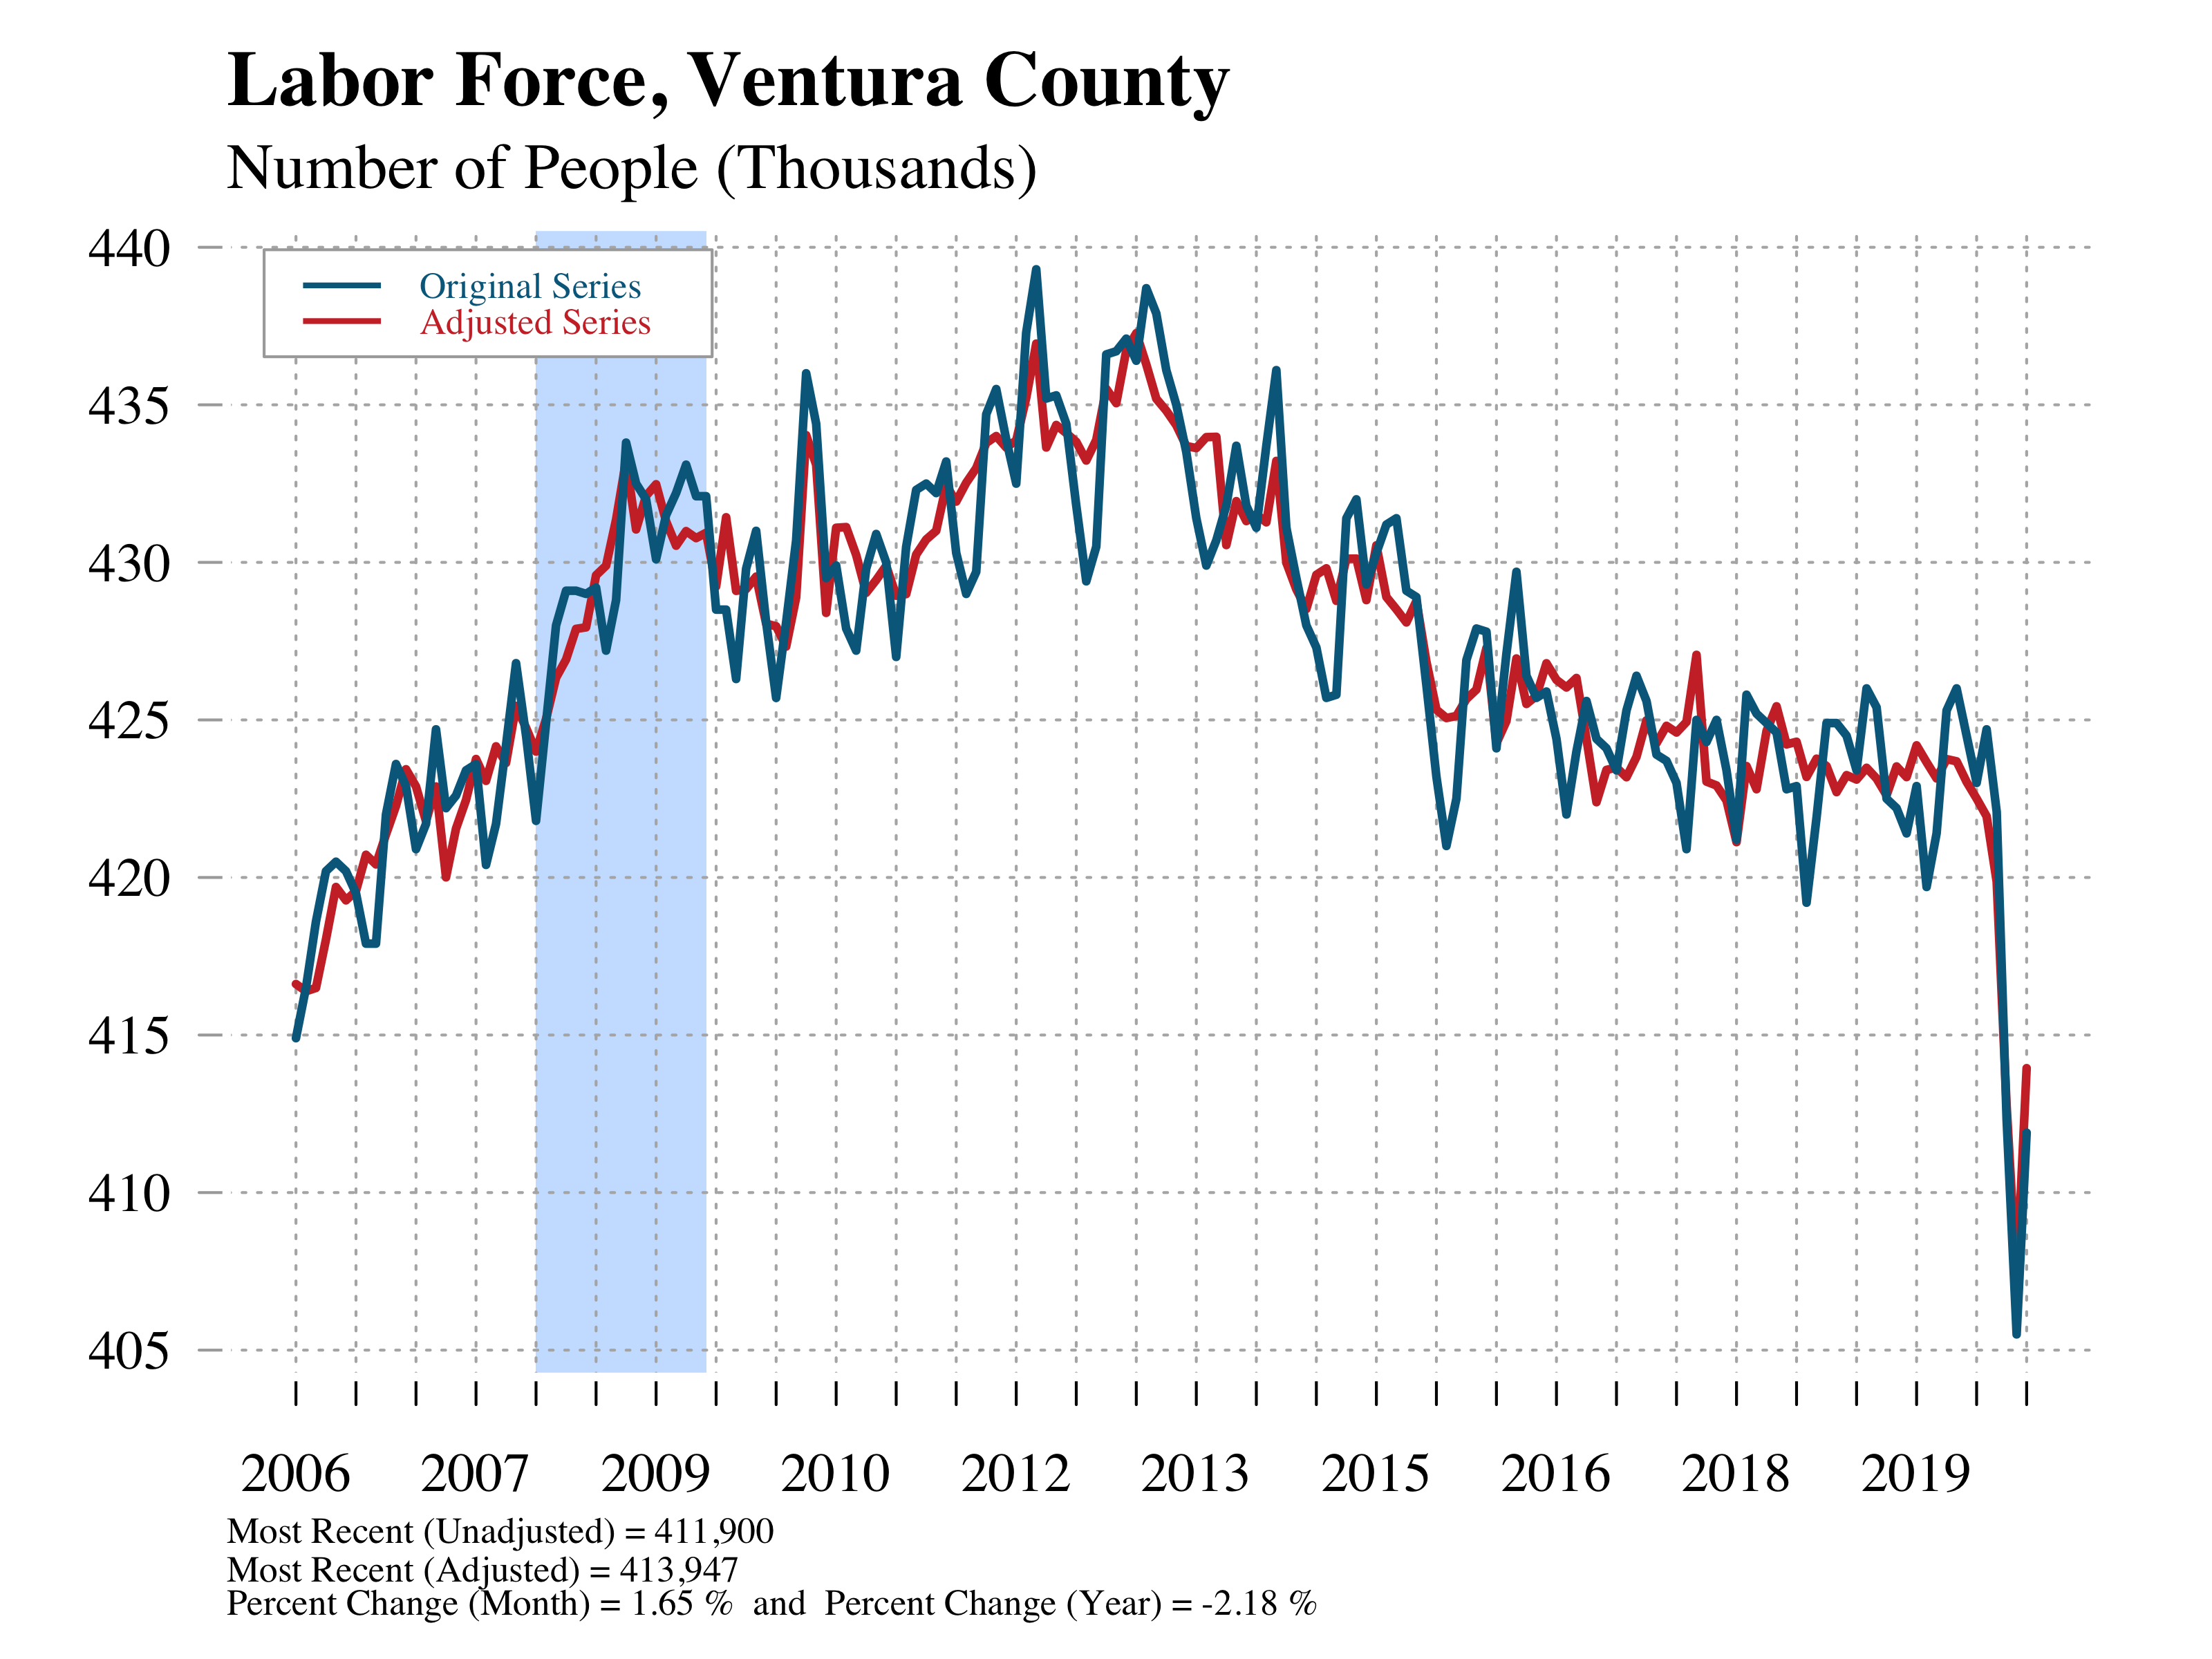 Labor Force, Ventura County
Number of People (Thousands)
440
Original Series
Adjusted Series
435
430
425
420
415
410
405
2006 2007 2009 2010 2012 2013 2015 2016 2018 2019
Most Recent (Unadjusted) = 411,900
Most Recent (Adjusted) = 413,947
Percent Change (Month) = 1.65 % and Percent Change (Year) = -2.18 %